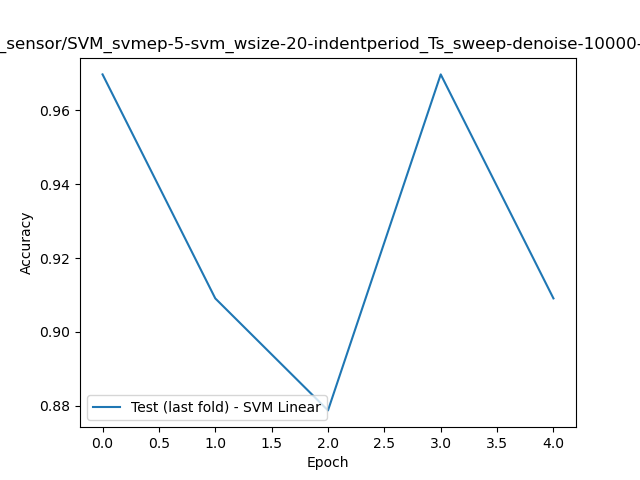 _sensor/SVM_svmep-5-svm_wsize-20-indentperiod_Ts_sweep-denoise-10000-
Accuracy
0.96
0.94
0.92
0.90
0.88
Test (last fold) - SVM Linear
0.0 0.5 1.0 1.5 2.0 2.5 3.0 3.5 4.0
Epoch